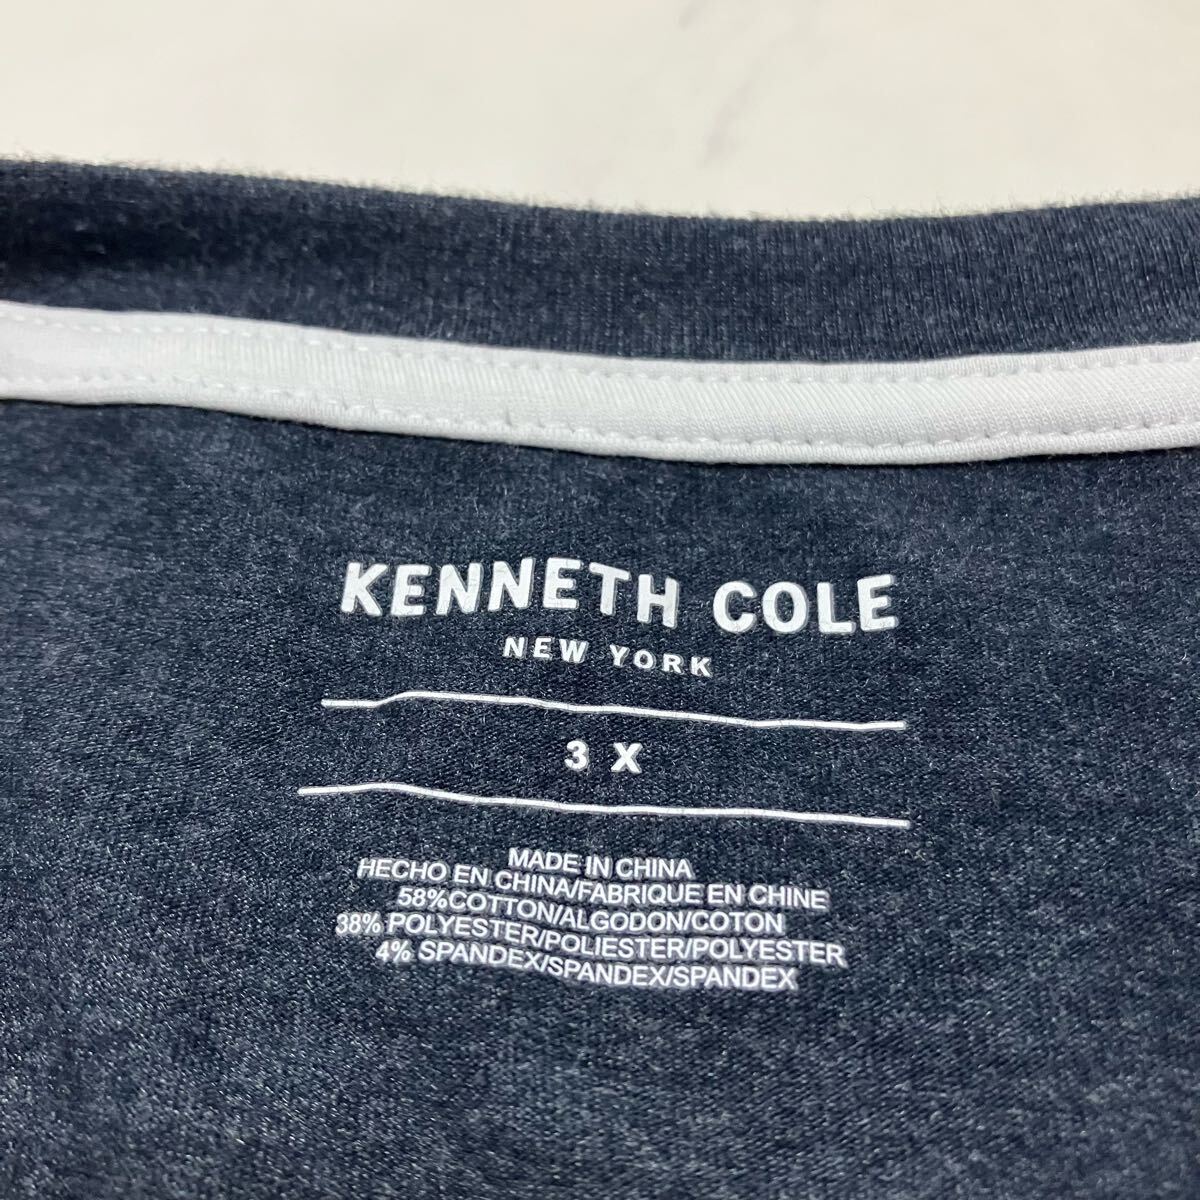 KENNETH COLE
NEW YORK
3 X
MADE IN CHINA
HECHO EN CHINA/FABRIQUE EN CHINE
58%COTTON/ALGODON/COTON
38% POLYESTER/POLIESTER/POLYESTER
4% SPANDEX/SPANDEX/SPANDEX